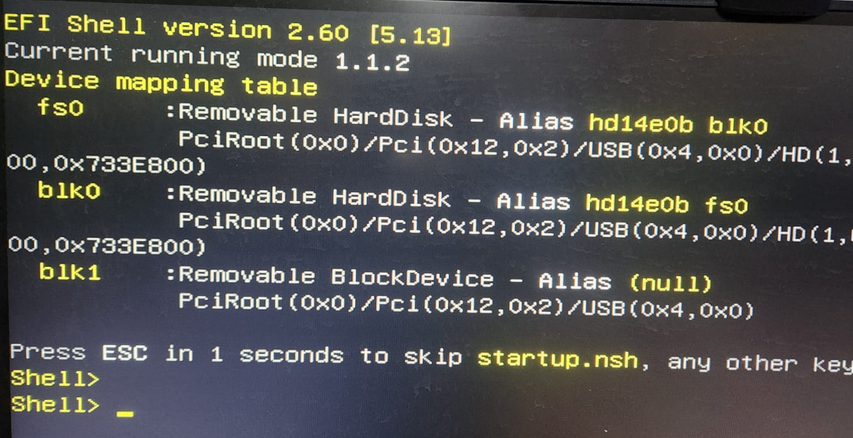 EFI Shell version 2.60 [5.13]
Current running mode 1.1.2
Device mapping table
fs0 :Removable HardDisk - Alias hd14e0b blk0
PciRoot(0x0)/Pci(0x12,0x2)/USB(0x4,0x0)/HD(1,
00,0x733E800)
blk0 :Removable HardDisk - Alias hd14e0b fs0
PciRoot(0x0)/Pci(0x12,0x2)/USB(0x4,0x0)/HD(1,
00,0x733E800)
blk1 :Removable BlockDevice - Alias (null)
PciRoot(0x0)/Pci(0x12,0x2)/USB(0x4,0x0)
Press ESC in 1 seconds to skip startup.nsh, any other key
Shell>
Shell> _